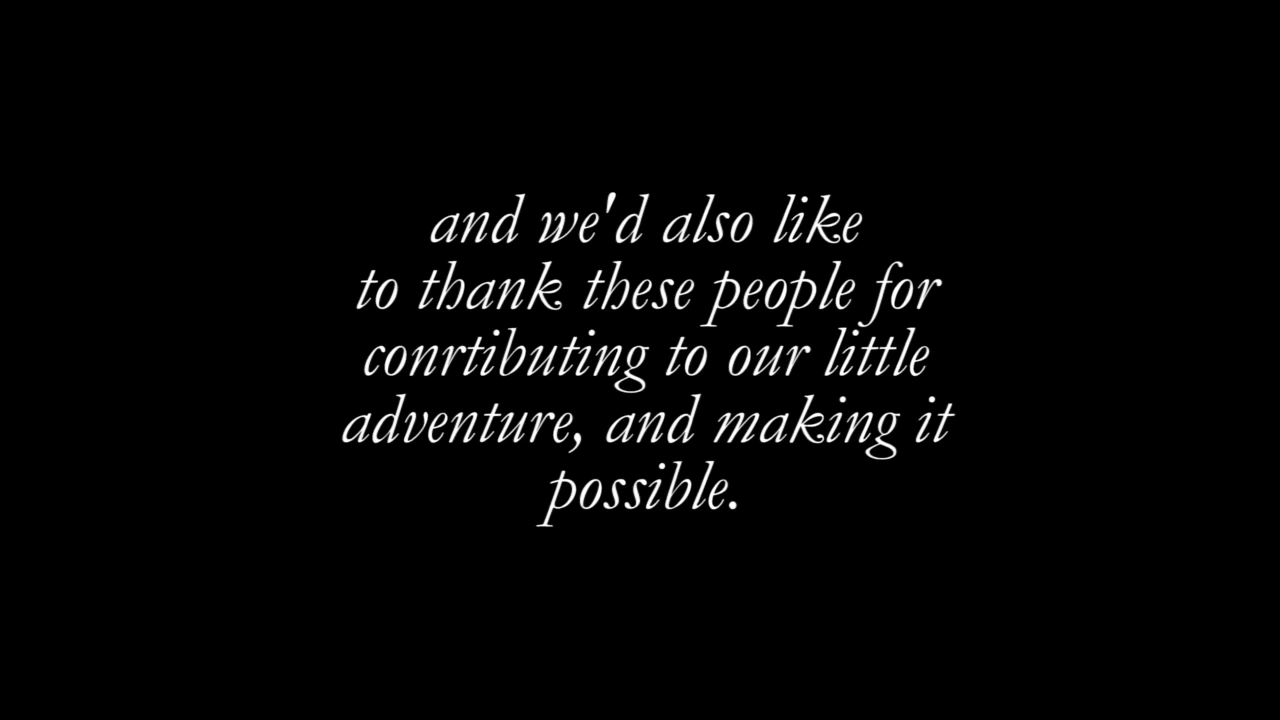 and we'd also like
to thank these people for
conrtibuting to our little
adventure, and making it
possible.